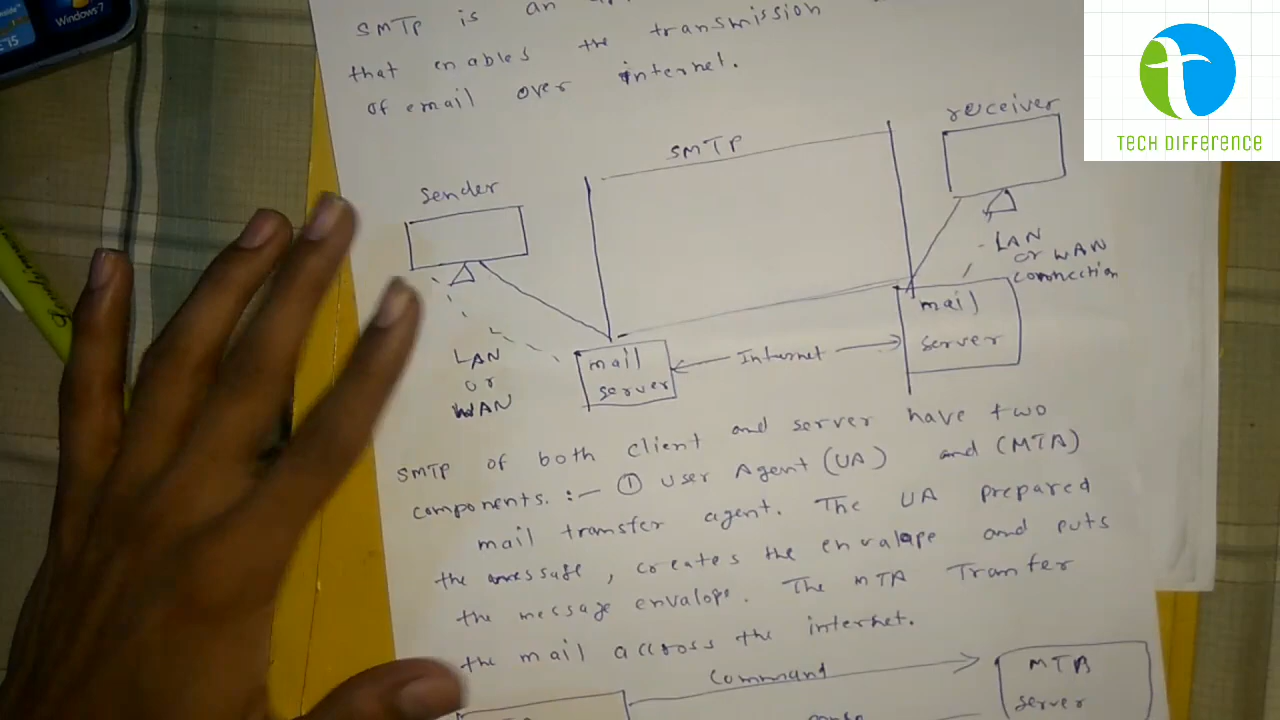 Windows 7
TECH DIFFERENCE
SMTP is an
that enables the transmission
of email over internet.
SMTP
receiver
sender
LAN
or WAN
connection
mail
server
Internet
mail
server
LAN
or
WAN
SMTP of both client and server have two
components. :- ① User Agent (UA) and (MTA)
mail transfer agent. The UA prepared
the message, creates the envalope and puts
the message envalope. The MTA Transfer
the mail accross the internet.
Command
MTA
server